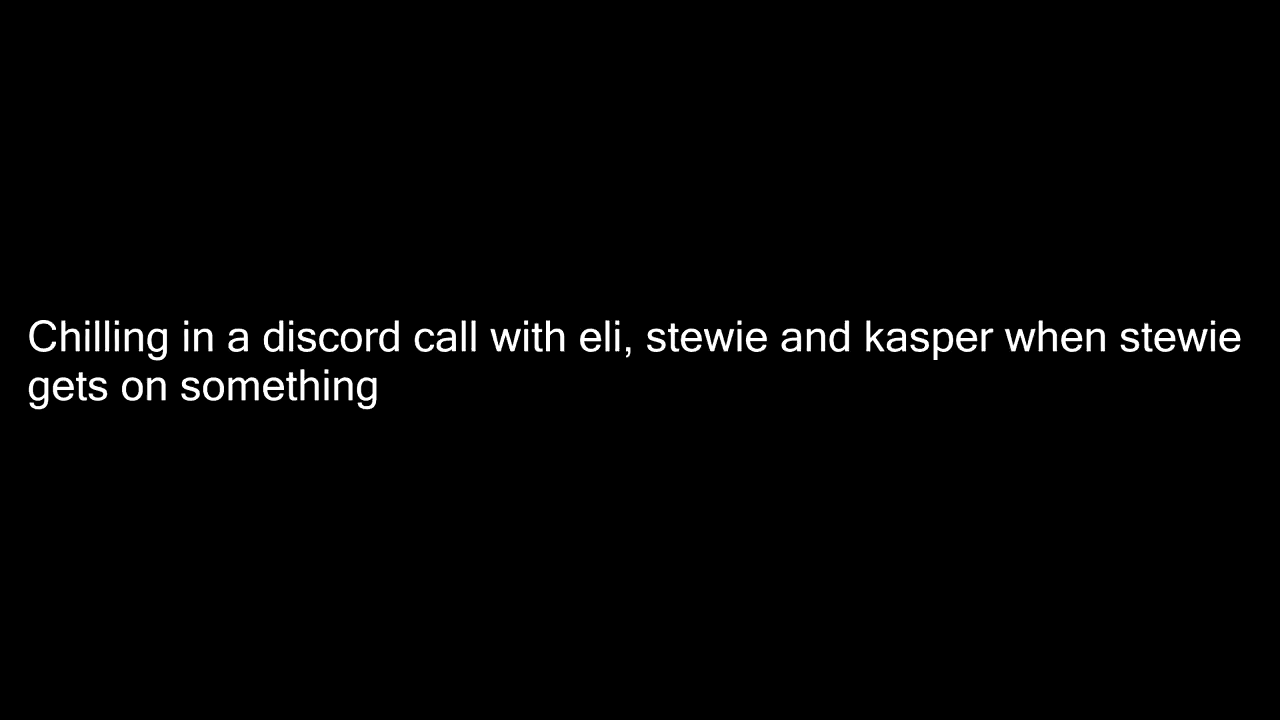 Chilling in a discord call with eli, stewie and kasper when stewie
gets on something